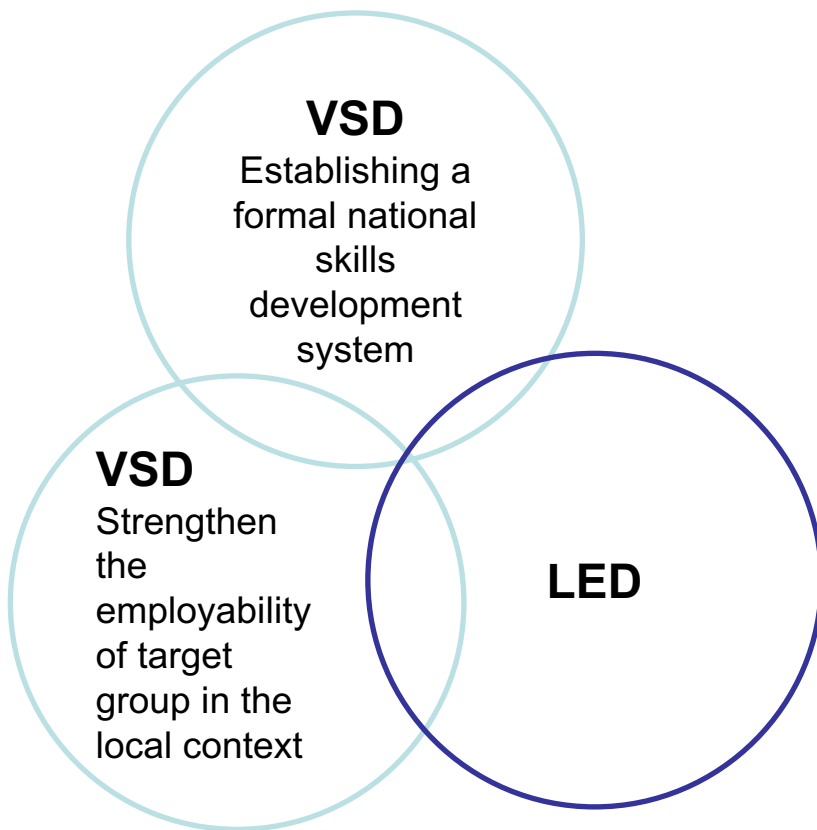 VSD
Establishing a
formal national
skills
development
system
VSD
Strengthen
the
employability
of target
group in the
local context
LED